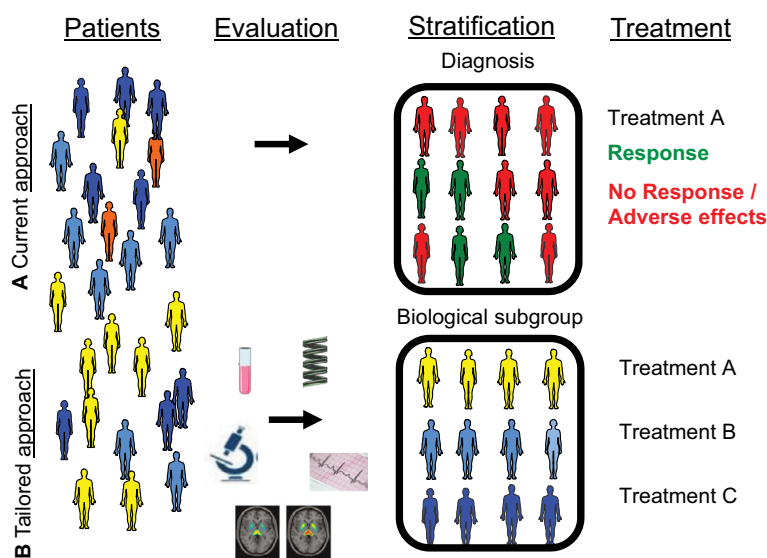 Patients
Evaluation
Stratification
Treatment
A Current approach
Diagnosis
Treatment A
Response
No Response /
Adverse effects
B Tailored approach
Biological subgroup
Treatment A
Treatment B
Treatment C